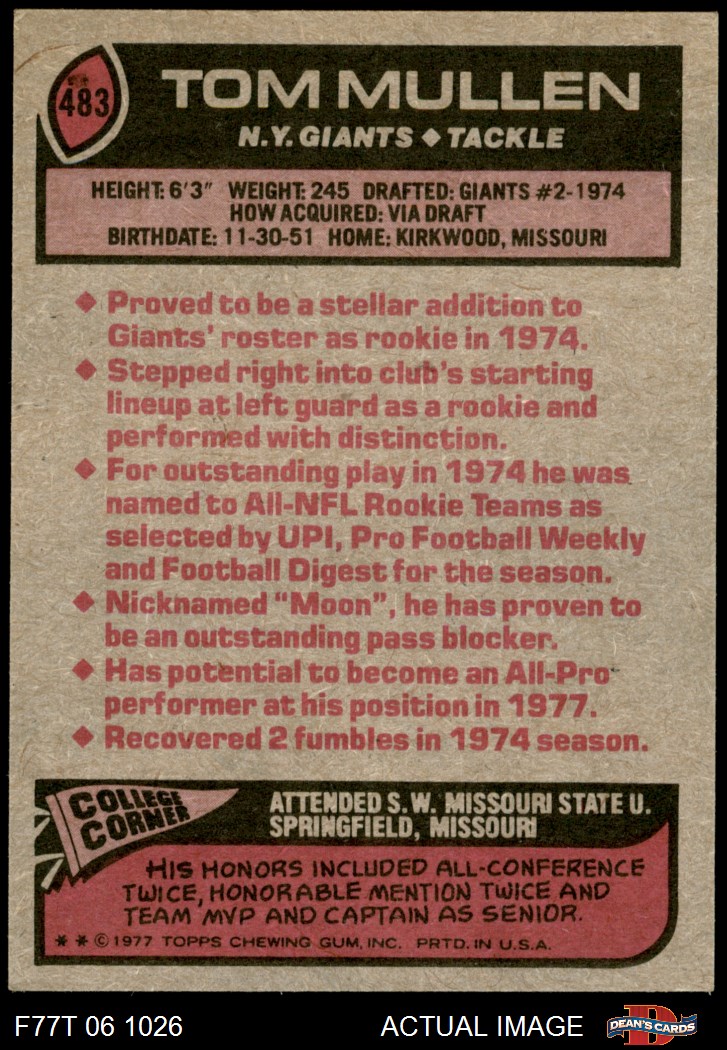 483
TOM MULLEN
N.Y. GIANTS ◆ TACKLE
HEIGHT: 6'3" WEIGHT: 245 DRAFTED: GIANTS #2-1974
HOW ACQUIRED: VIA DRAFT
BIRTHDATE: 11-30-51 HOME: KIRKWOOD, MISSOURI
◆ Proved to be a stellar addition to
Giants' roster as rookie in 1974.
◆ Stepped right into club's starting
lineup at left guard as a rookie and
performed with distinction.
◆ For outstanding play in 1974 he was
named to All-NFL Rookie Teams as
selected by UPI, Pro Football Weekly
and Football Digest for the season.
◆ Nicknamed "Moon", he has proven to
be an outstanding pass blocker.
◆ Has potential to become an All-Pro
performer at his position in 1977.
◆ Recovered 2 fumbles in 1974 season.
COLLEGE
CORNER
ATTENDED S.W. MISSOURI STATE U.
SPRINGFIELD, MISSOURI
HIS HONORS INCLUDED ALL-CONFERENCE
TWICE, HONORABLE MENTION TWICE AND
TEAM MVP AND CAPTAIN AS SENIOR.
* * © 1977 TOPPS CHEWING GUM, INC. PRTD. IN U.S.A.
F77T 06 1026 ACTUAL IMAGE
D
DEAN'S CARDS